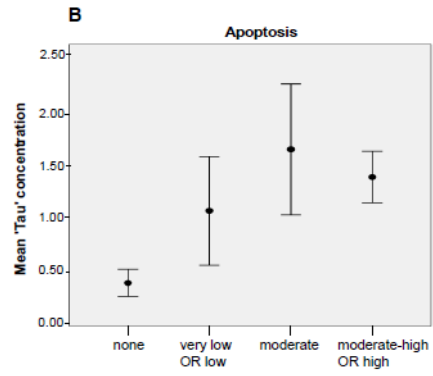 B
Apoptosis
Mean 'Tau' concentration
2.50
2.00
1.50
1.00
0.50
0.00
none
very low
OR low
moderate
moderate-high
OR high